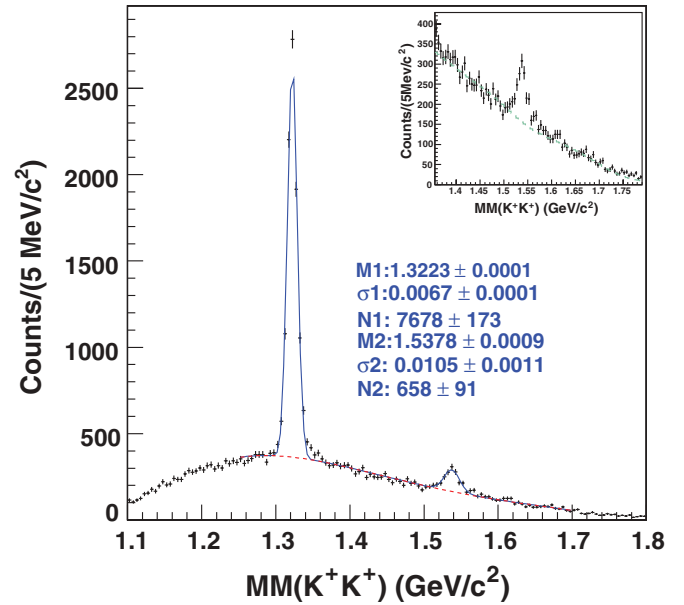 Counts/(5 MeV/c²)
2500
2000
1500
1000
500
0
1.1 1.2 1.3 1.4 1.5 1.6 1.7 1.8
MM(K⁺K⁺) (GeV/c²)
Counts/(5Mev/c²)
400
350
300
250
200
150
100
50
0
1.4 1.45 1.5 1.55 1.6 1.65 1.7 1.75
MM(K⁺K⁺) (GeV/c²)
M1:1.3223 ± 0.0001
σ1:0.0067 ± 0.0001
N1: 7678 ± 173
M2:1.5378 ± 0.0009
σ2: 0.0105 ± 0.0011
N2: 658 ± 91